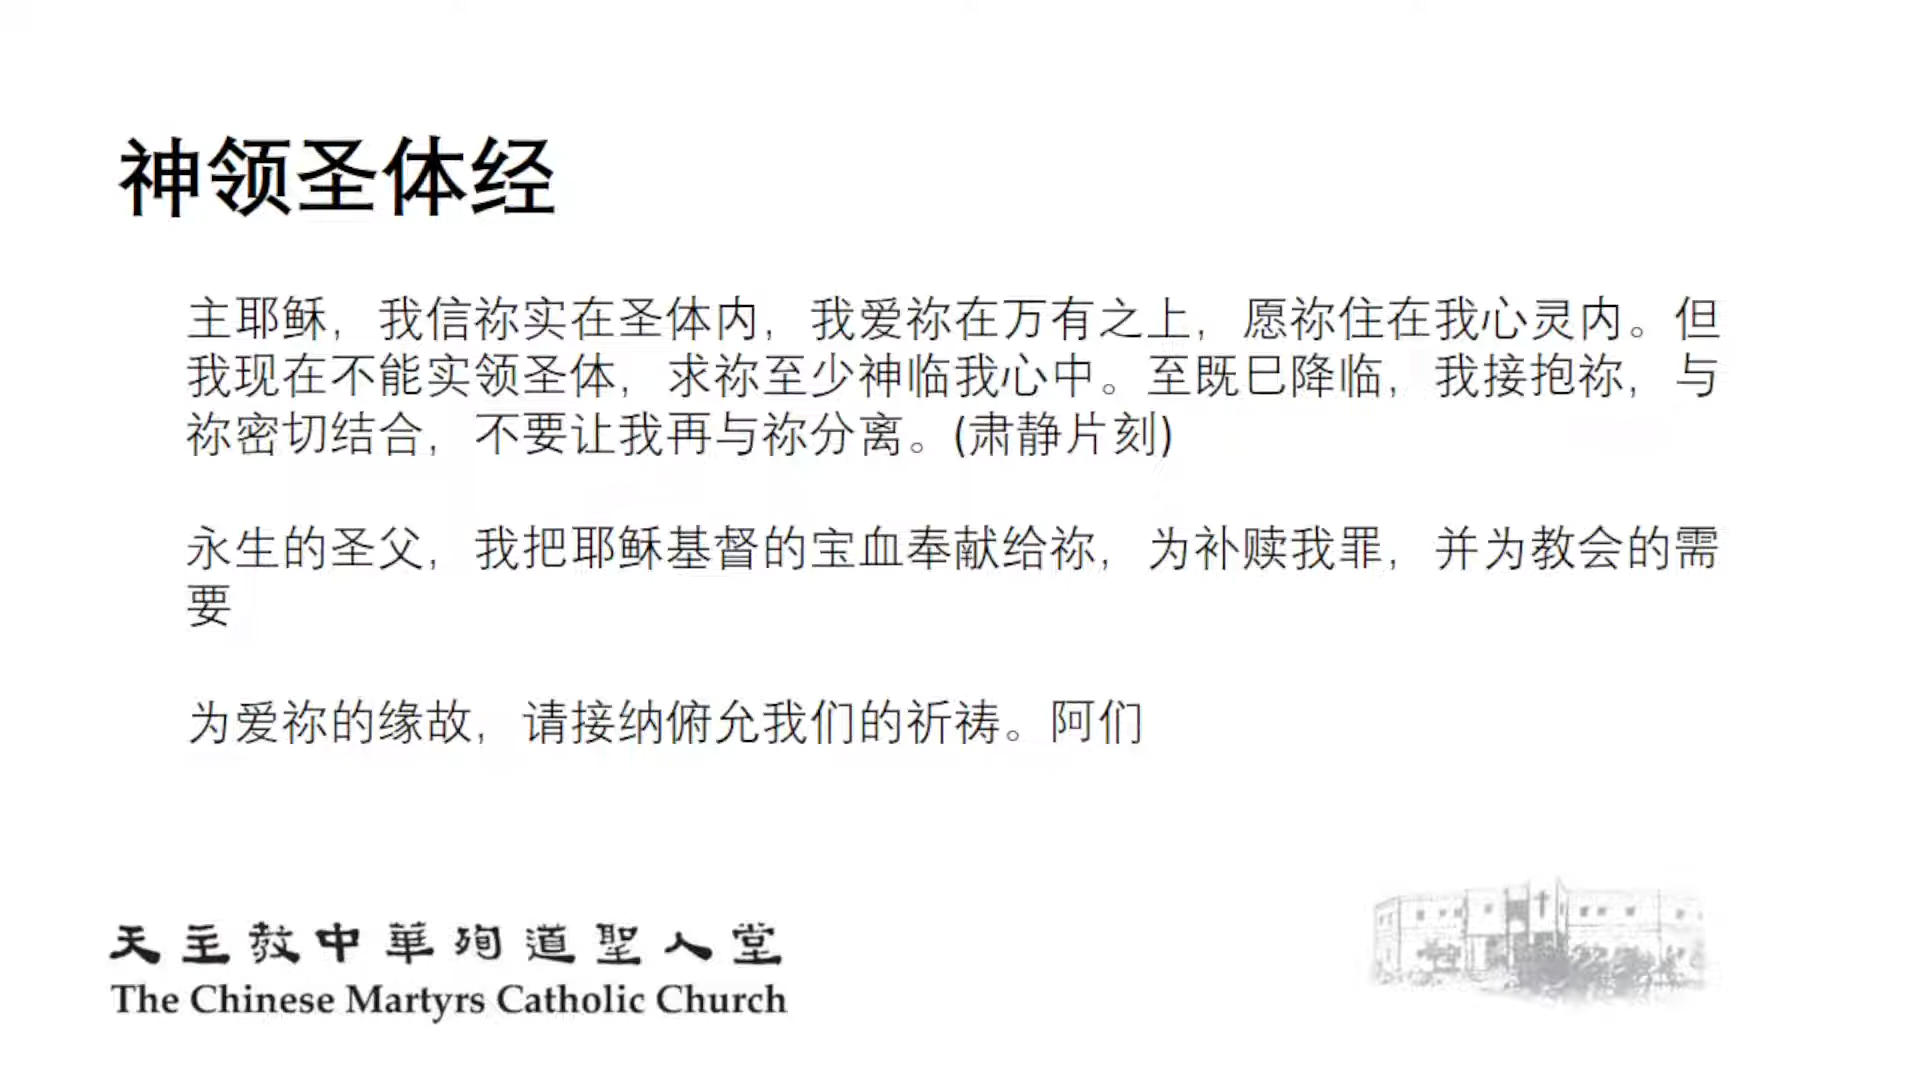 神领圣体经
主耶稣，我信祢实在圣体内，我爱祢在万有之上，愿祢住在我心灵内。但
我现在不能实领圣体，求祢至少神临我心中。至既巳降临，我接抱祢，与
祢密切结合，不要让我再与祢分离。(肃静片刻)
永生的圣父，我把耶稣基督的宝血奉献给祢，为补赎我罪，并为教会的需
要
为爱祢的缘故，请接纳俯允我们的祈祷。阿们
天主教中華殉道聖人堂
The Chinese Martyrs Catholic Church